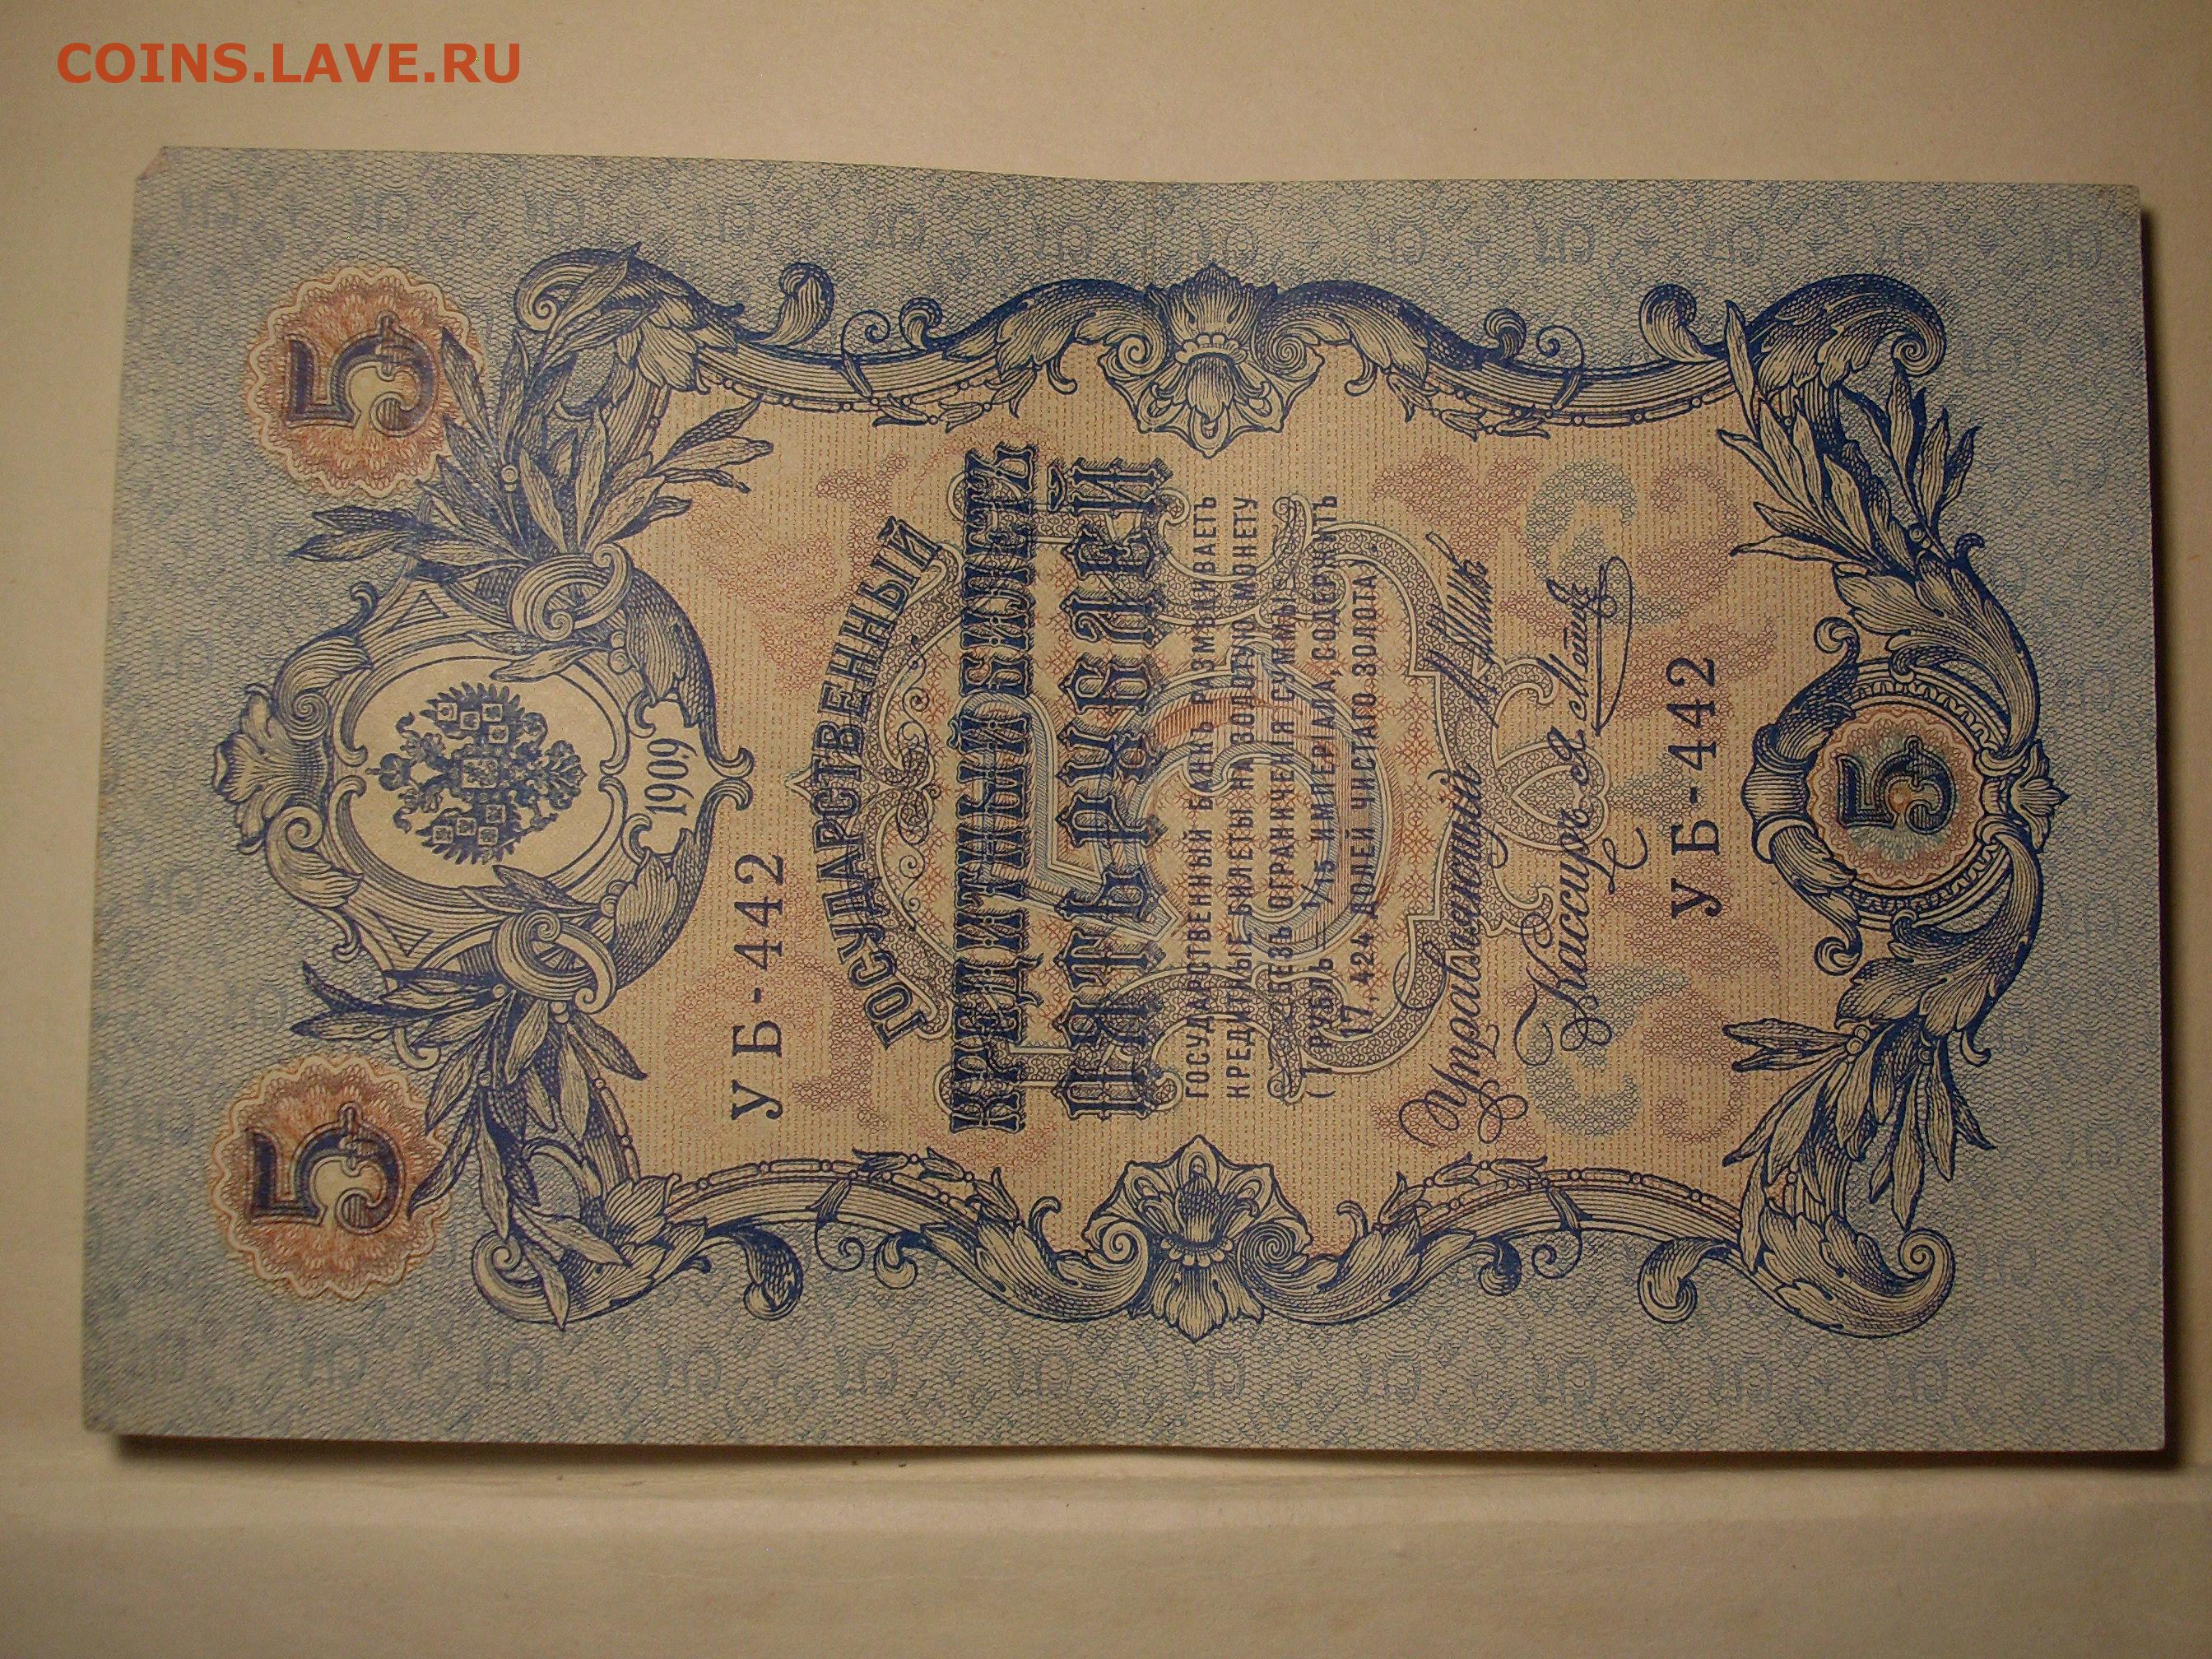 COINS.LAVE.RU
5 5
1909
УБ-442
ГОСУДАРСТВЕННЫЙ
КРЕДИТНЫЙ БИЛЕТЪ
ПЯТЬ РУБЛЕЙ
ГОСУДАРСТВЕННЫЙ БАНКЪ РАЗМѢНИВАЕТЪ
КРЕДИТНЫЕ БИЛЕТЫ НА ЗОЛОТУЮ МОНЕТУ
БЕЗЪ ОГРАНИЧЕНІЯ СУММЫ
(1 РУБЛЬ = 1/15 ИМПЕРІАЛА, СОДЕРЖИТЪ
17,424 ДОЛЕЙ ЧИСТАГО ЗОЛОТА)
Управляющій И. Шипов
Кассиръ
УБ-442
5